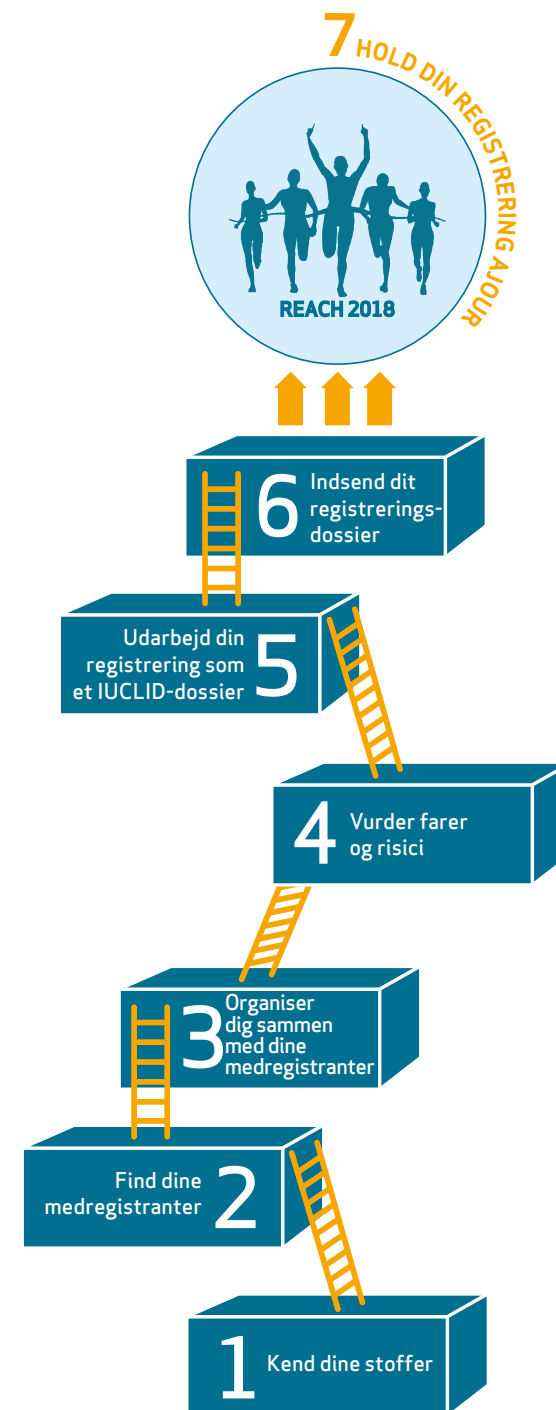 7 HOLD DIN REGISTRERING AJOUR
REACH 2018
6
Indsend dit
registrerings-
dossier
Udarbejd din
registrering som
et IUCLID-dossier
5
4
Vurder farer
og risici
3
Organiser
dig sammen
med dine
medregistranter
Find dine
medregistranter
2
1
Kend dine stoffer